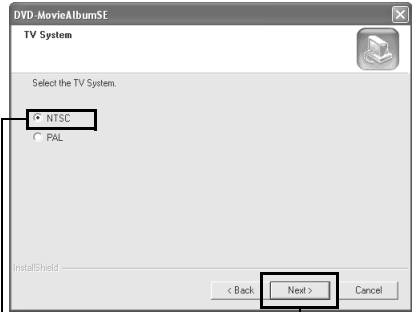 DVD-MovieAlbumSE
TV System
Select the TV System.
NTSC
PAL
InstallShield
< Back Next > Cancel